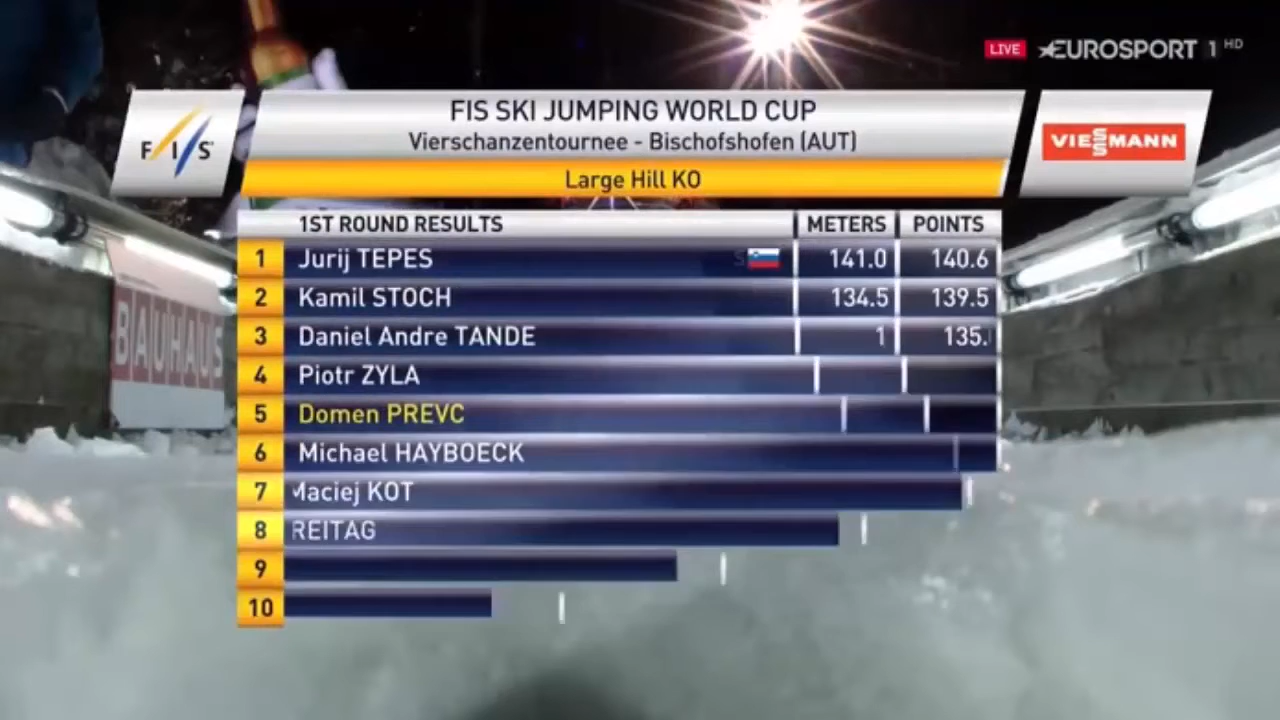 LIVE EUROSPORT 1 HD
FIS
FIS SKI JUMPING WORLD CUP
Vierschanzentournee - Bischofshofen (AUT)
VIESSMANN
Large Hill KO
1ST ROUND RESULTS METERS POINTS
1 Jurij TEPES 141.0 140.6
2 Kamil STOCH 134.5 139.5
3 Daniel Andre TANDE 1 135.
4 Piotr ZYLA
5 Domen PREVC
6 Michael HAYBOECK
7 Maciej KOT
8 REITAG
9
10
BAUHAUS